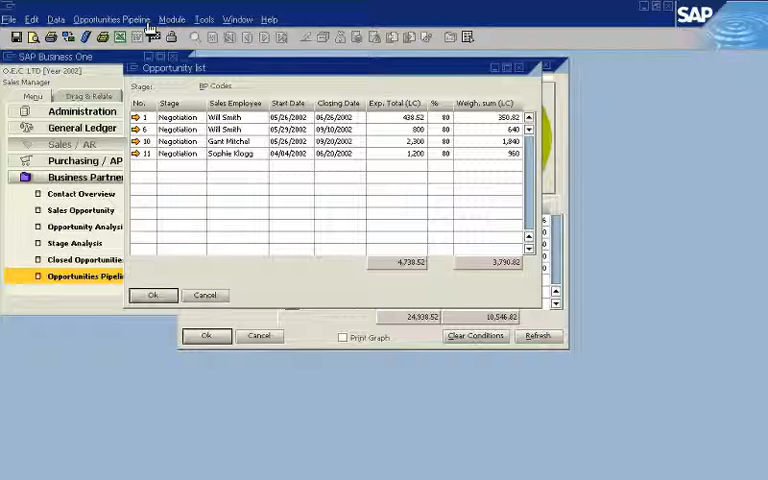 File Edit Data Opportunities Pipeline Module Tools Window Help
SAP
SAP Business One
O.E.C. LTD [Year 2002]
Sales Manager
Menu Drag & Relate
Administration
General Ledger
Sales / AR
Purchasing / AP
Business Partne
Contact Overview
Sales Opportunity
Opportunity Analysi
Stage Analysis
Closed Opportunitie
Opportunities Pipelin
Opportunity list
Stage: BP Codes
No. Stage Sales Employee Start Date Closing Date Exp. Total (LC) % Weigh. sum (LC)
1 Negotiation Will Smith 05/26/2002 06/26/2002 438.52 80 350.82
6 Negotiation Will Smith 05/29/2002 09/10/2002 800 80 640
10 Negotiation Gant Mitchel 05/26/2002 09/20/2002 2,300 80 1,840
11 Negotiation Sophie Klogg 04/04/2002 06/20/2002 1,200 80 960
4,738.52 3,790.82
Ok Cancel
24,938.52 10,546.82
Ok Cancel Print Graph Clear Conditions Refresh